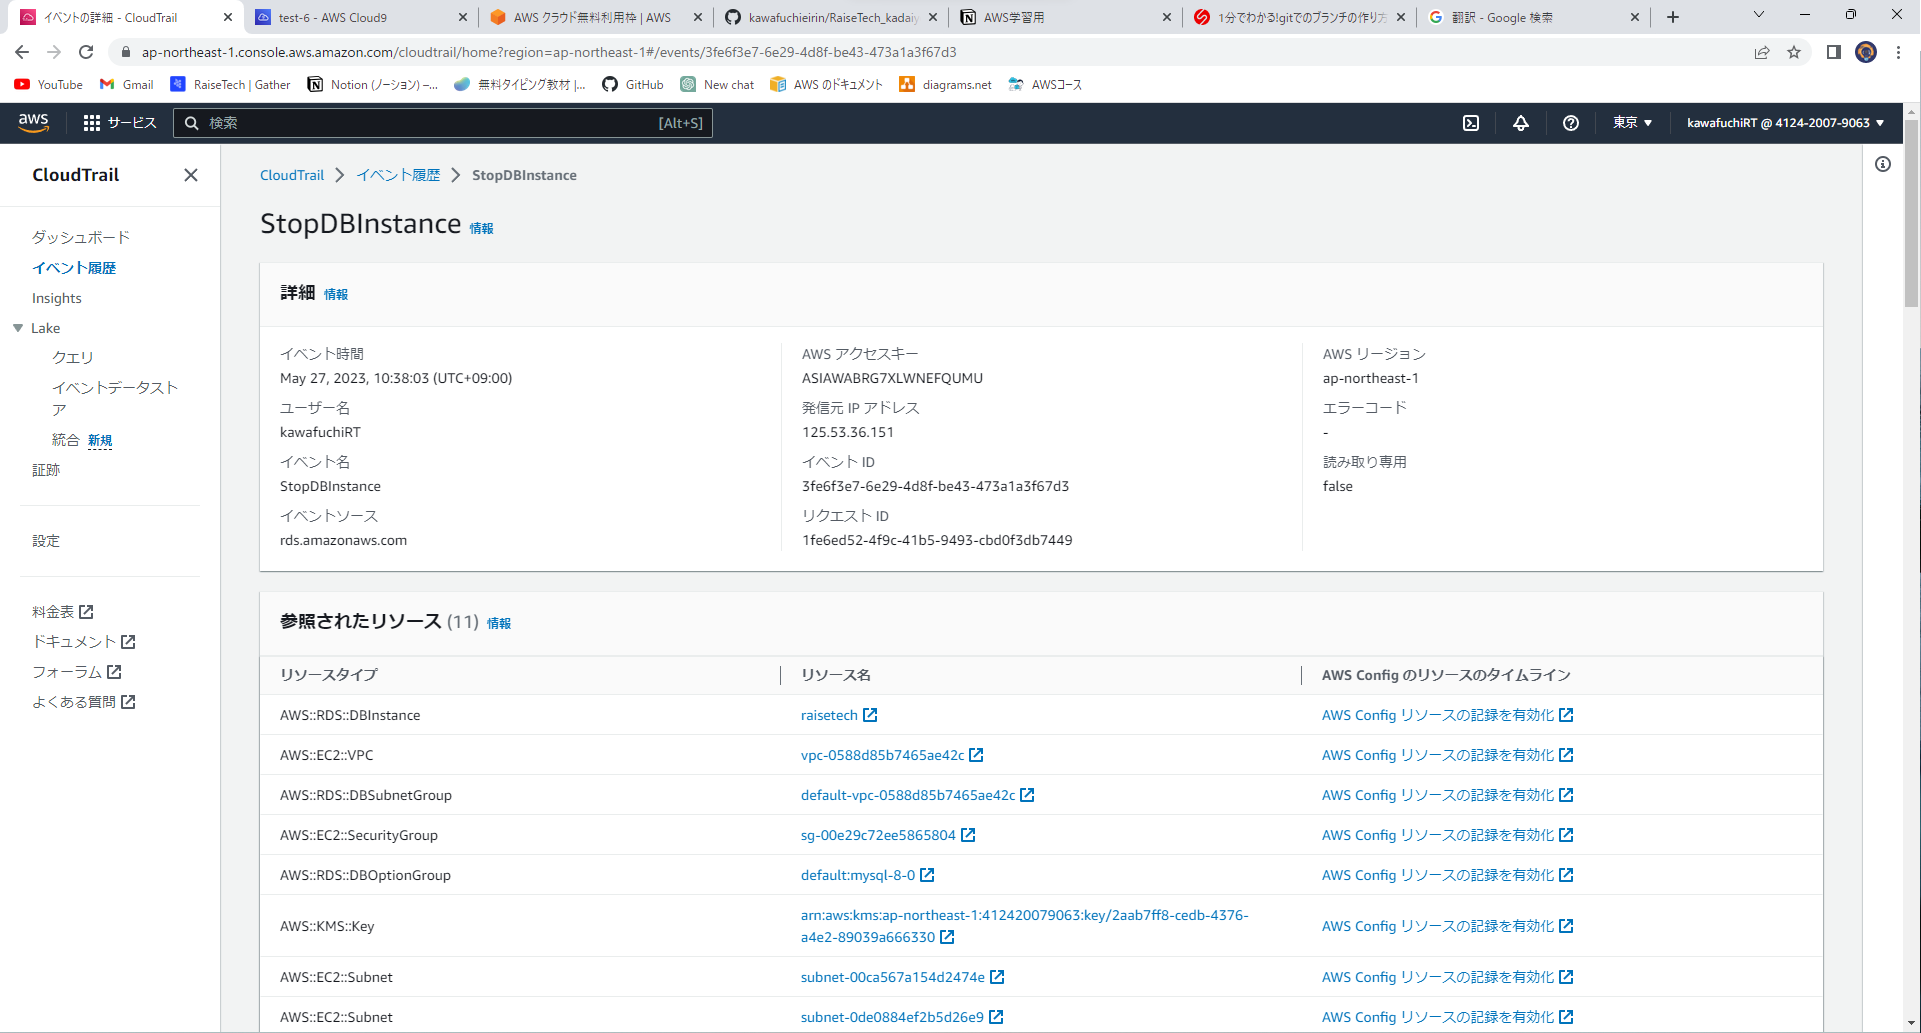 イベントの詳細 - CloudTrail
test-6 - AWS Cloud9
AWS クラウド無料利用枠 | AWS
kawafuchieirin/RaiseTech_kadaiy
AWS学習用
1分でわかる!gitでのブランチの作り方
翻訳 - Google 検索
ap-northeast-1.console.aws.amazon.com/cloudtrail/home?region=ap-northeast-1#/events/3fe6f3e7-6e29-4d8f-be43-473a1a3f67d3
YouTube
Gmail
RaiseTech | Gather
Notion (ノーション) –...
無料タイピング教材 |...
GitHub
New chat
AWS のドキュメント
diagrams.net
AWSコース
aws
サービス
検索
[Alt+S]
東京
kawafuchiRT @ 4124-2007-9063
CloudTrail
ダッシュボード
イベント履歴
Insights
Lake
クエリ
イベントデータスト
ア
統合 新規
証跡
設定
料金表
ドキュメント
フォーラム
よくある質問
CloudTrail
イベント履歴
StopDBInstance
StopDBInstance 情報
詳細 情報
イベント時間
May 27, 2023, 10:38:03 (UTC+09:00)
ユーザー名
kawafuchiRT
イベント名
StopDBInstance
イベントソース
rds.amazonaws.com
AWS アクセスキー
ASIAWABRG7XLWNEFQUMU
発信元 IP アドレス
125.53.36.151
イベント ID
3fe6f3e7-6e29-4d8f-be43-473a1a3f67d3
リクエスト ID
1fe6ed52-4f9c-41b5-9493-cbd0f3db7449
AWS リージョン
ap-northeast-1
エラーコード
-
読み取り専用
false
参照されたリソース (11) 情報
リソースタイプ
リソース名
AWS Config のリソースのタイムライン
AWS::RDS::DBInstance
raisetech
AWS Config リソースの記録を有効化
AWS::EC2::VPC
vpc-0588d85b7465ae42c
AWS Config リソースの記録を有効化
AWS::RDS::DBSubnetGroup
default-vpc-0588d85b7465ae42c
AWS Config リソースの記録を有効化
AWS::EC2::SecurityGroup
sg-00e29c72ee5865804
AWS Config リソースの記録を有効化
AWS::RDS::DBOptionGroup
default:mysql-8-0
AWS Config リソースの記録を有効化
AWS::KMS::Key
arn:aws:kms:ap-northeast-1:412420079063:key/2aab7ff8-cedb-4376-
a4e2-89039a666330
AWS Config リソースの記録を有効化
AWS::EC2::Subnet
subnet-00ca567a154d2474e
AWS Config リソースの記録を有効化
AWS::EC2::Subnet
subnet-0de0884ef2b5d26e9
AWS Config リソースの記録を有効化